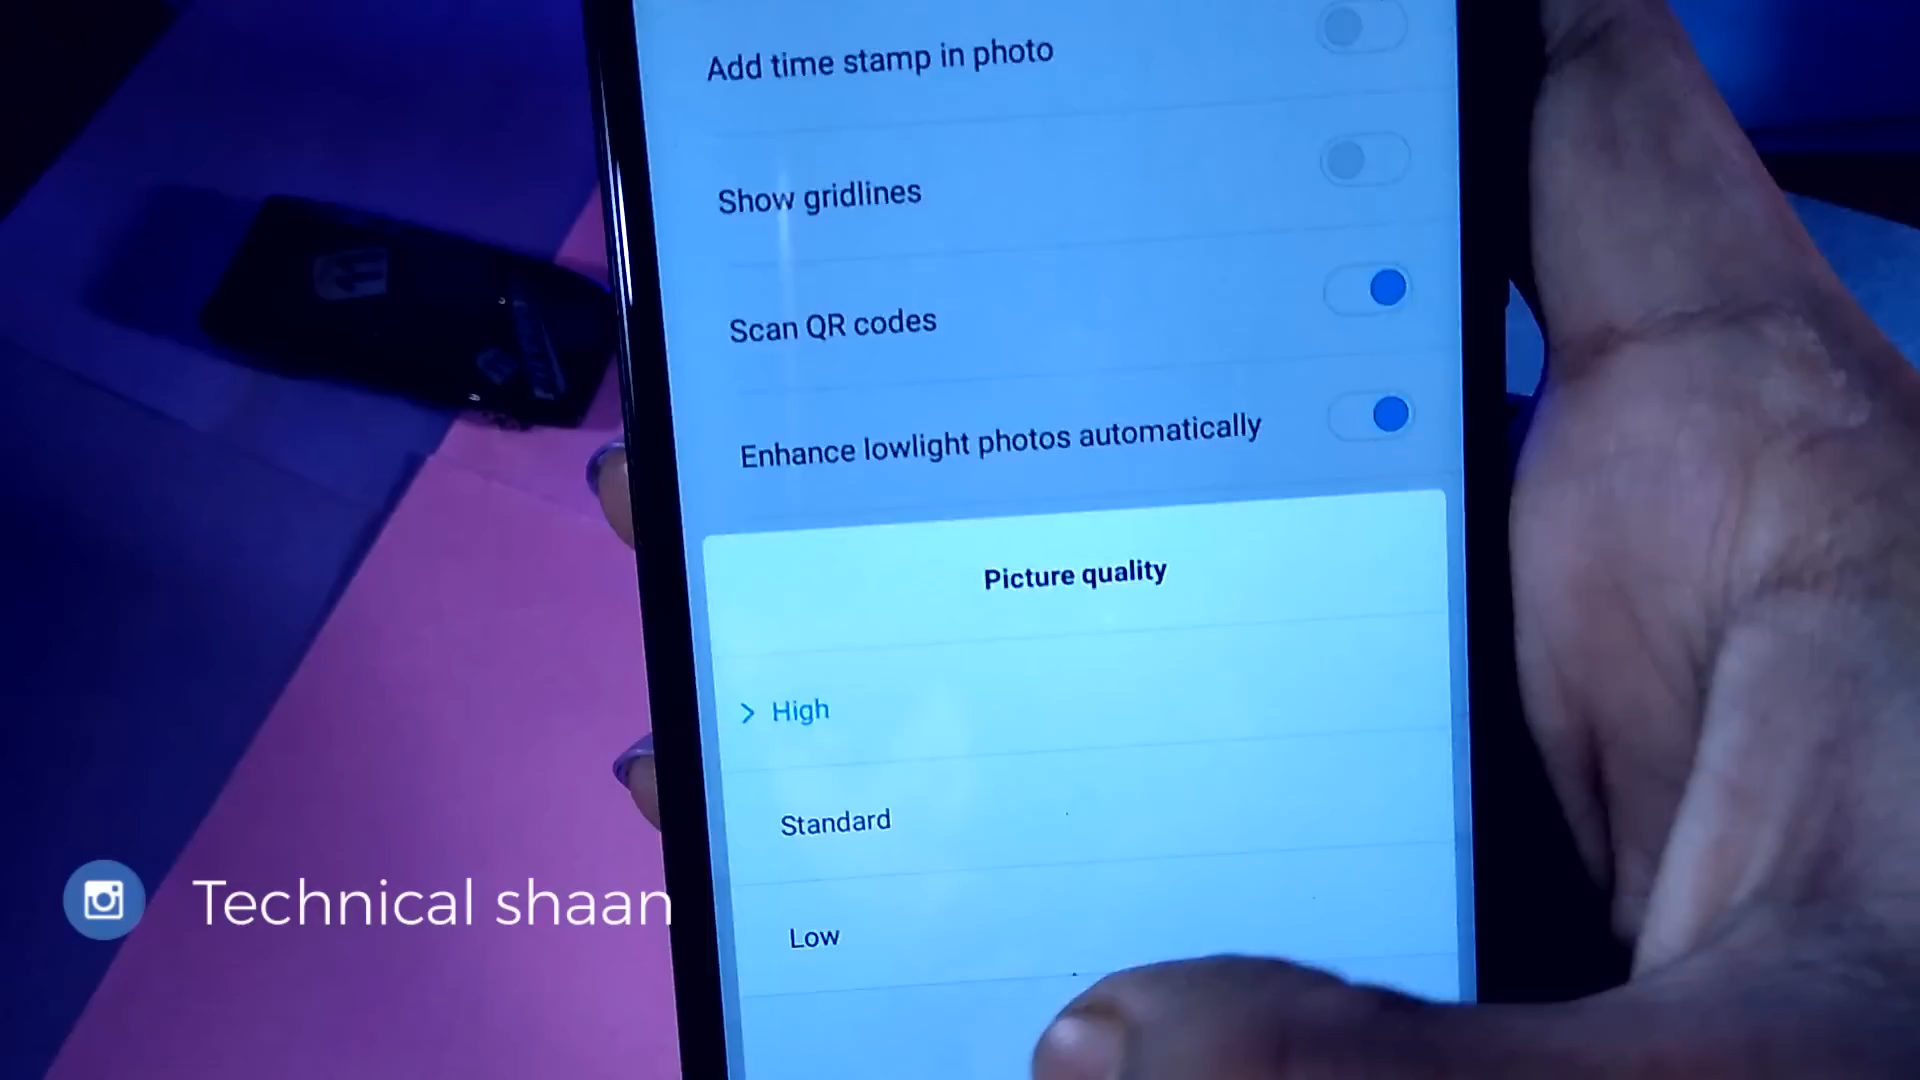 Add time stamp in photo
Show gridlines
Scan QR codes
Enhance lowlight photos automatically
Picture quality
> High
Standard
Low
Technical shaan